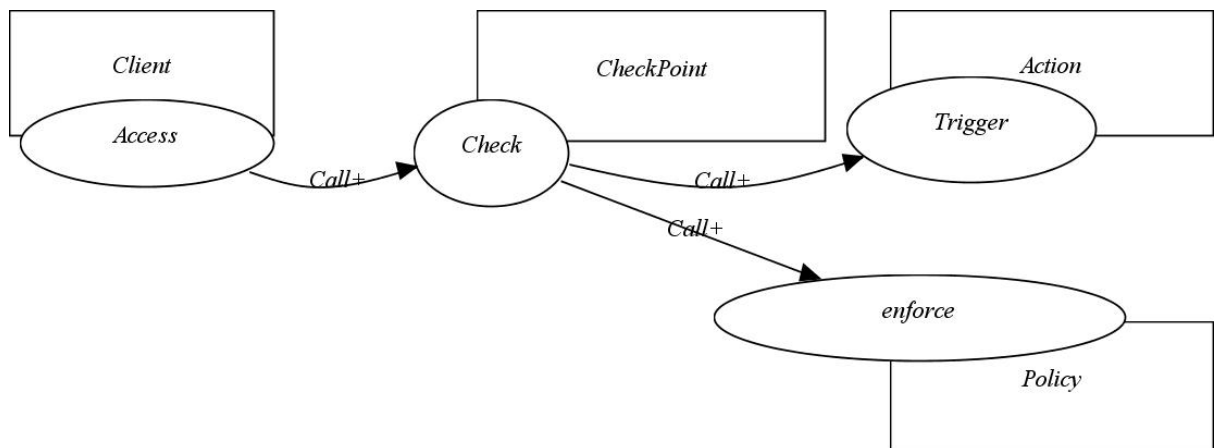 Client
CheckPoint
Action
Access
Check
Trigger
Call+
Call+
Call+
enforce
Policy